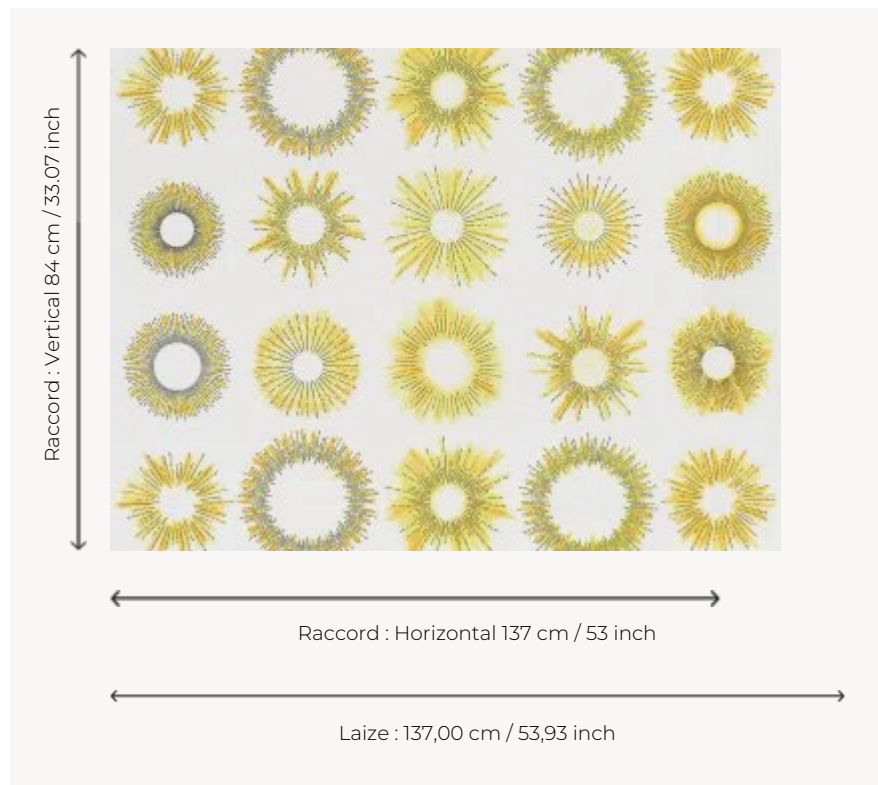 Raccord : Vertical 84 cm / 33.07 inch
Raccord : Horizontal 137 cm / 53 inch
Laize : 137,00 cm / 53,93 inch